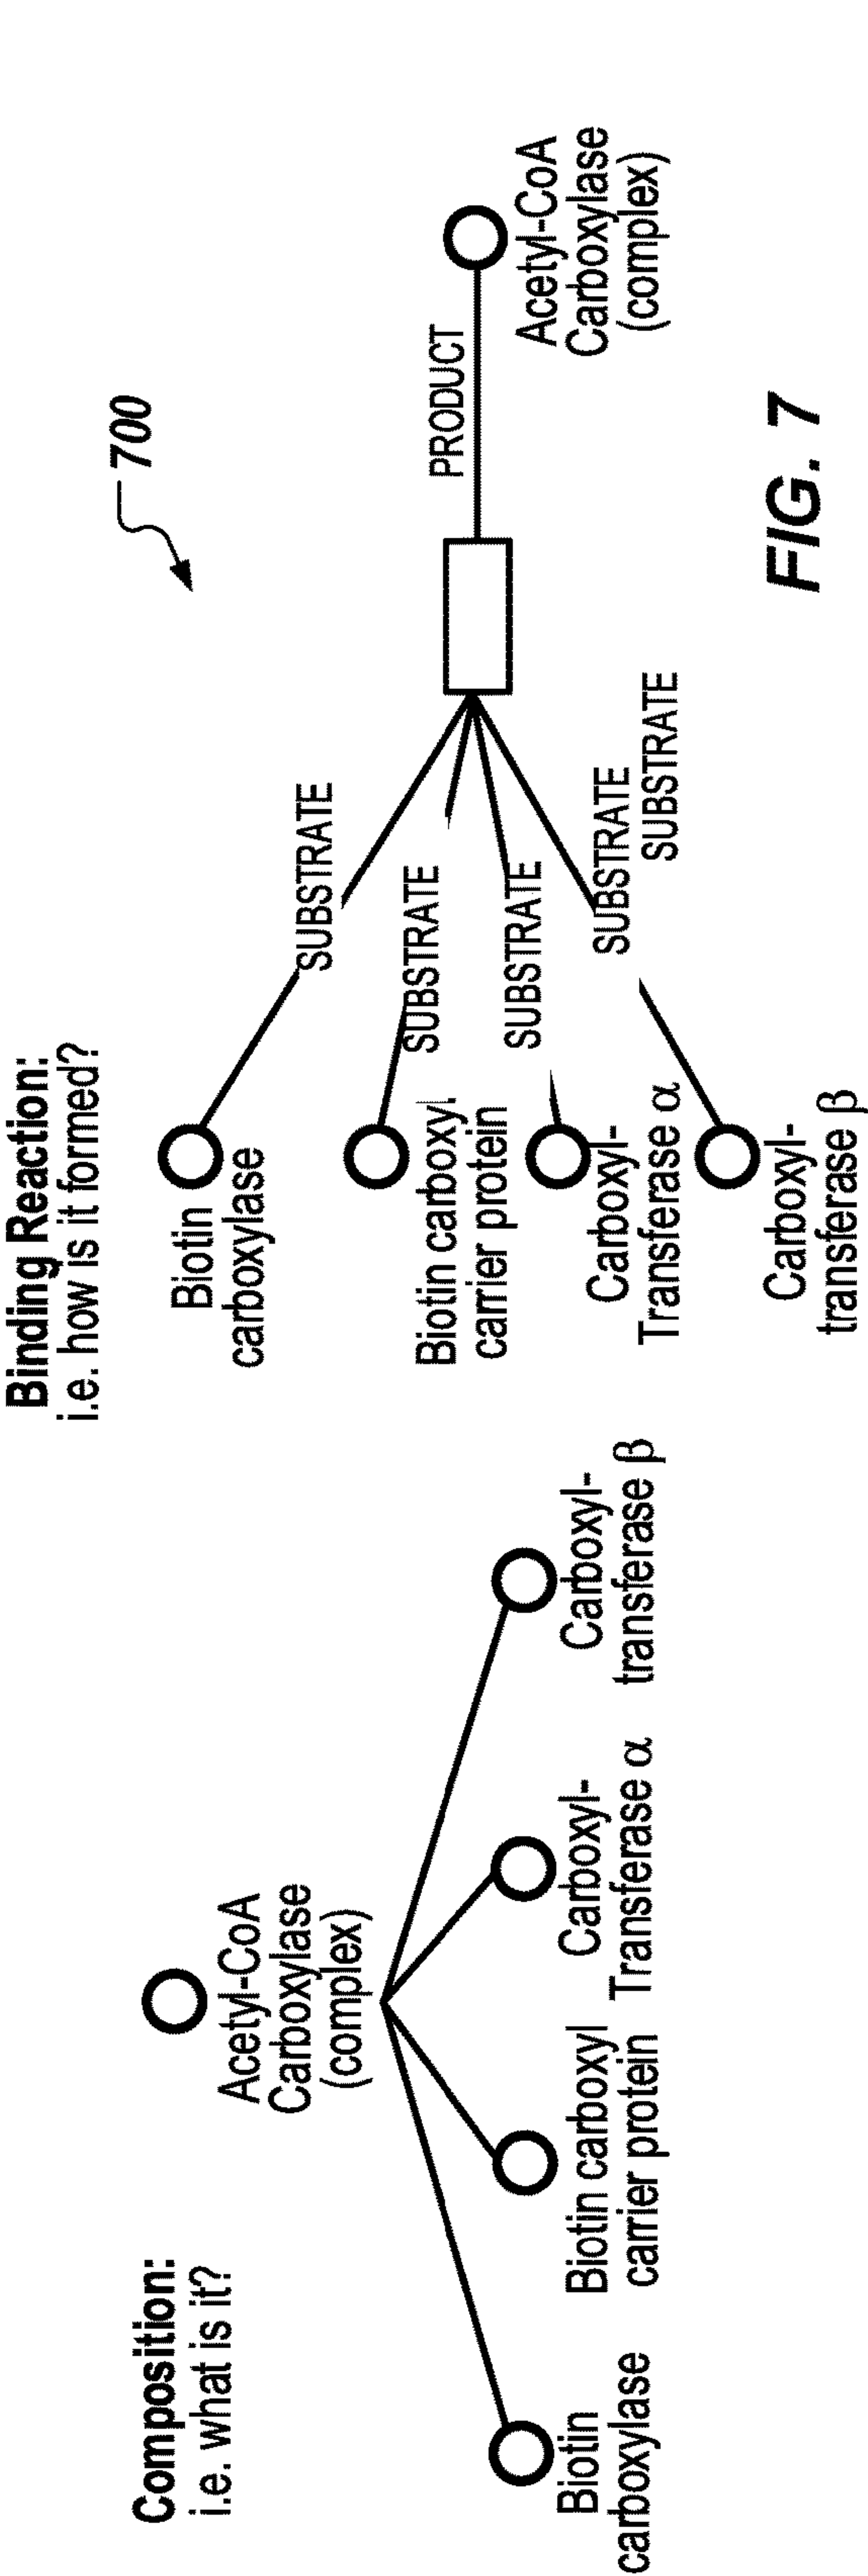 Composition:
i.e. what is it?
Acetyl-CoA
Carboxylase
(complex)
Biotin
carboxylase
Biotin carboxyl
carrier protein
Carboxyl-
Transferase α
Carboxyl-
transferase β
Binding Reaction:
i.e. how is it formed?
Biotin
carboxylase
Biotin carboxyl
carrier protein
Carboxyl-
Transferase α
Carboxyl-
transferase β
SUBSTRATE
SUBSTRATE
SUBSTRATE
SUBSTRATE
SUBSTRATE
PRODUCT
Acetyl-CoA
Carboxylase
(complex)
700
FIG. 7